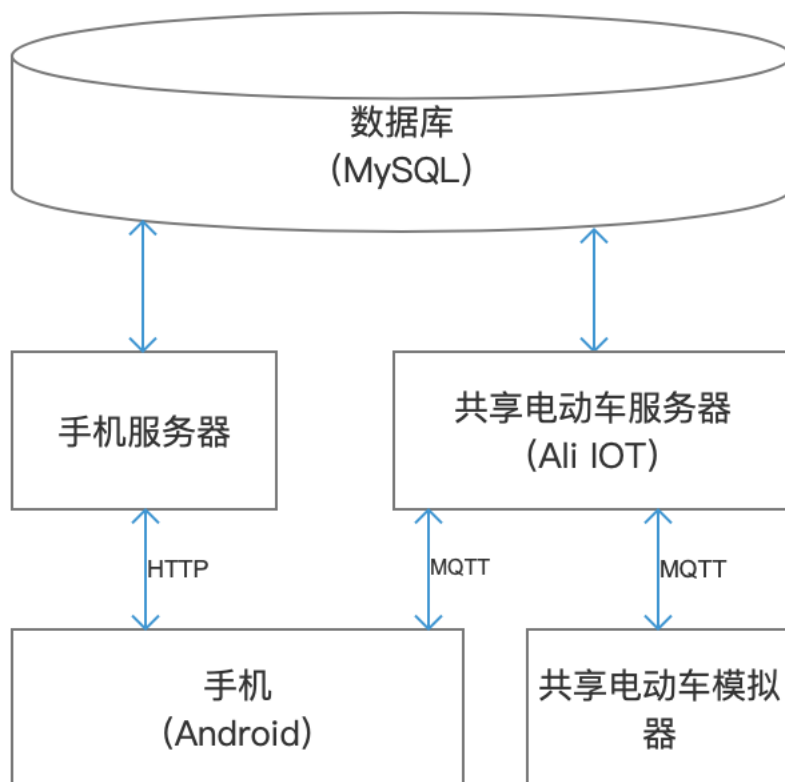 数据库
（MySQL）
手机服务器
共享电动车服务器
（Ali IOT）
HTTP
MQTT
MQTT
手机
（Android）
共享电动车模拟
器